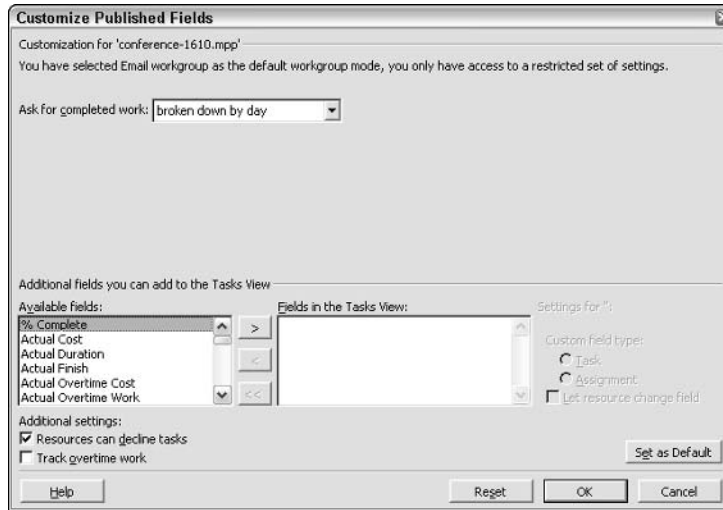 Customize Published Fields
Customization for 'conference-1610.mpp'
You have selected Email workgroup as the default workgroup mode, you only have access to a restricted set of settings.
Ask for completed work: broken down by day
Additional fields you can add to the Tasks View
Available fields:
% Complete
Actual Cost
Actual Duration
Actual Finish
Actual Overtime Cost
Actual Overtime Work
>
<
<<
Fields in the Tasks View:
Settings for '':
Custom field type:
Task
Assignment
Let resource change field
Additional settings:
Resources can decline tasks
Track overtime work
Set as Default
Help
Reset
OK
Cancel